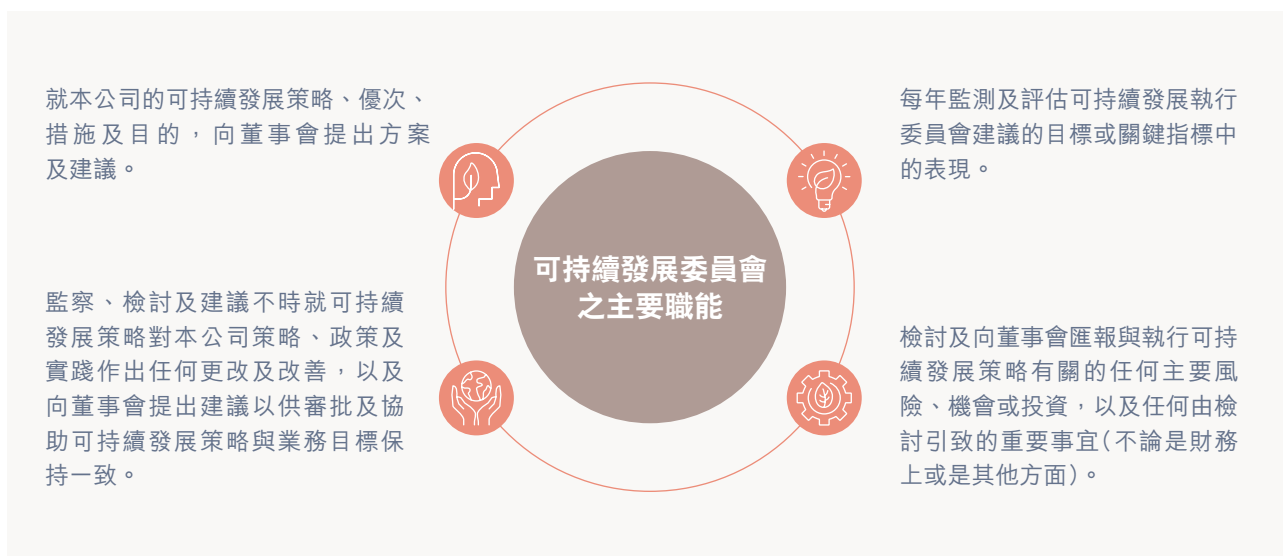 就本公司的可持續發展策略、優次、
措施及目的，向董事會提出方案
及建議。
每年監測及評估可持續發展執行
委員會建議的目標或關鍵指標中
的表現。
可持續發展委員會
之主要職能
監察、檢討及建議不時就可持續
發展策略對本公司策略、政策及
實踐作出任何更改及改善，以及
向董事會提出建議以供審批及協
助可持續發展策略與業務目標保
持一致。
檢討及向董事會匯報與執行可持
續發展策略有關的任何主要風
險、機會或投資，以及任何由檢
討引致的重要事宜(不論是財務
上或是其他方面)。